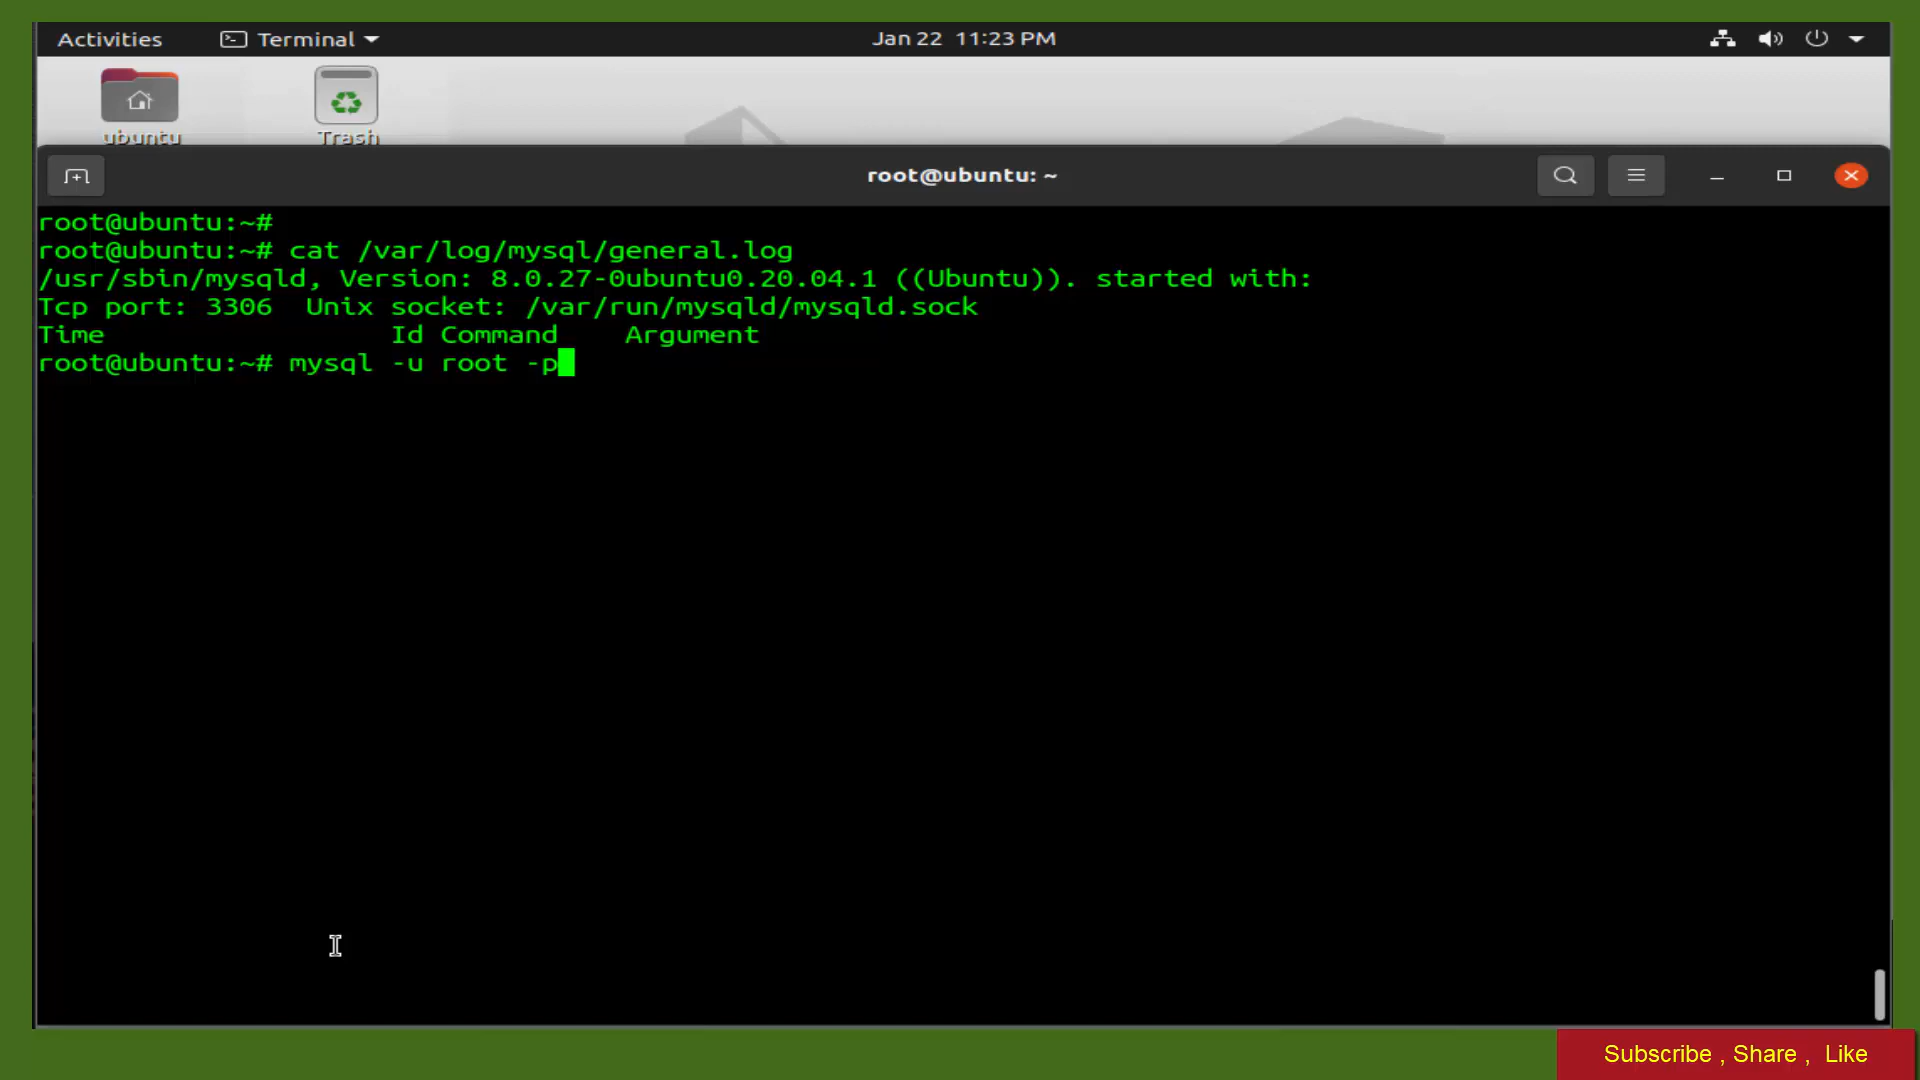 Activities Terminal Jan 22 11:23 PM
ubuntu Trash
root@ubuntu: ~
root@ubuntu:~#
root@ubuntu:~# cat /var/log/mysql/general.log
/usr/sbin/mysqld, Version: 8.0.27-0ubuntu0.20.04.1 ((Ubuntu)). started with:
Tcp port: 3306  Unix socket: /var/run/mysqld/mysqld.sock
Time                 Id Command    Argument
root@ubuntu:~# mysql -u root -p
Subscribe , Share ,  Like